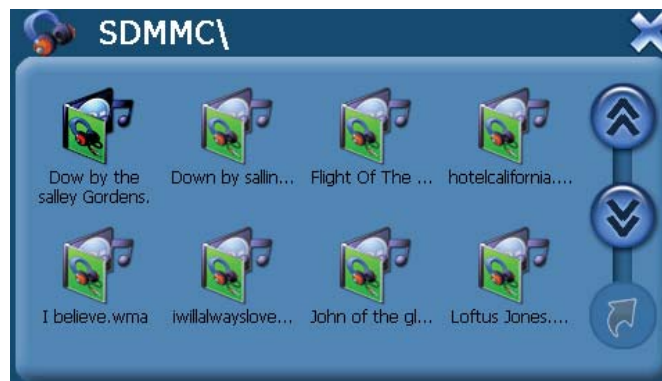 SDMMC\
Dow by the
salley Gordens.
Down by sallin...
Flight Of The ...
hotelcalifornia....
I believe.wma
iwillalwayslove...
John of the gl...
Loftus Jones....